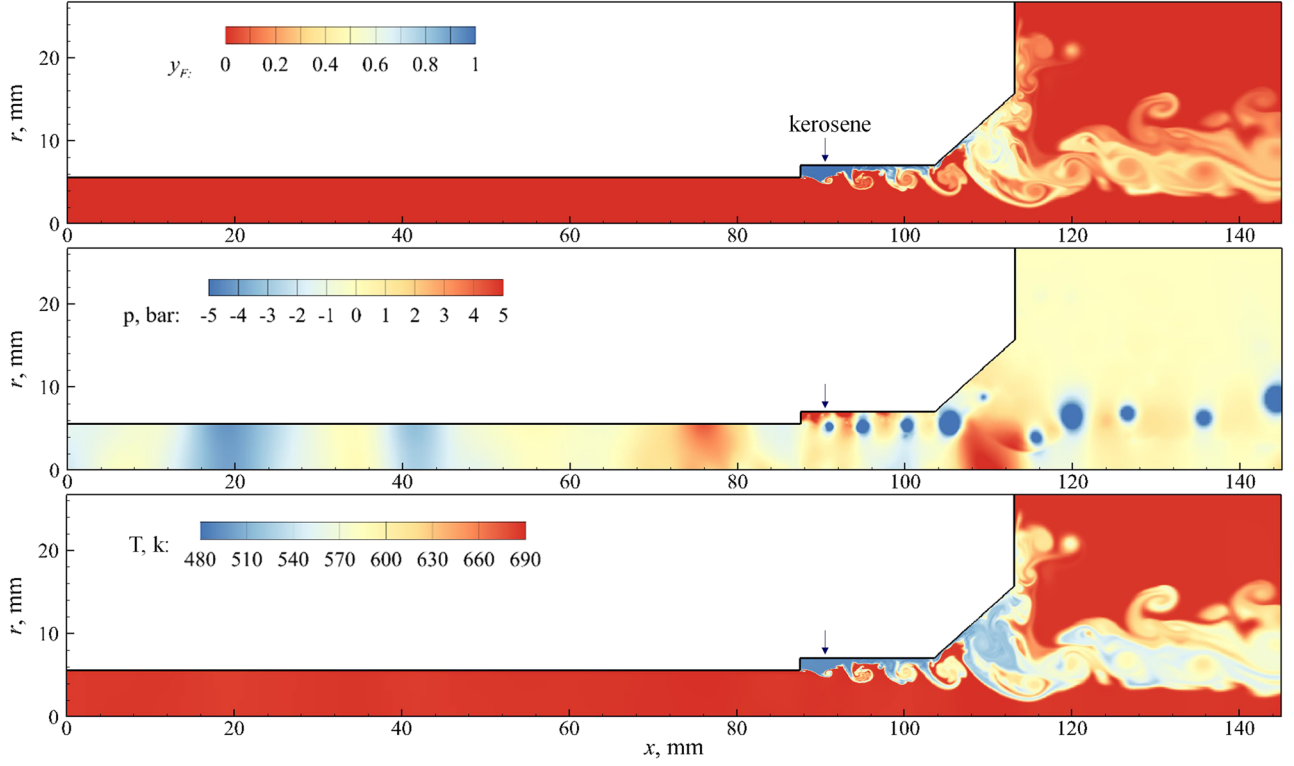 20
10
0
r, mm
y_F:
0 0.2 0.4 0.6 0.8 1
kerosene
0 20 40 60 80 100 120 140
20
10
0
r, mm
p, bar:
-5 -4 -3 -2 -1 0 1 2 3 4 5
0 20 40 60 80 100 120 140
20
10
0
r, mm
T, k:
480 510 540 570 600 630 660 690
0 20 40 60 80 100 120 140
x, mm